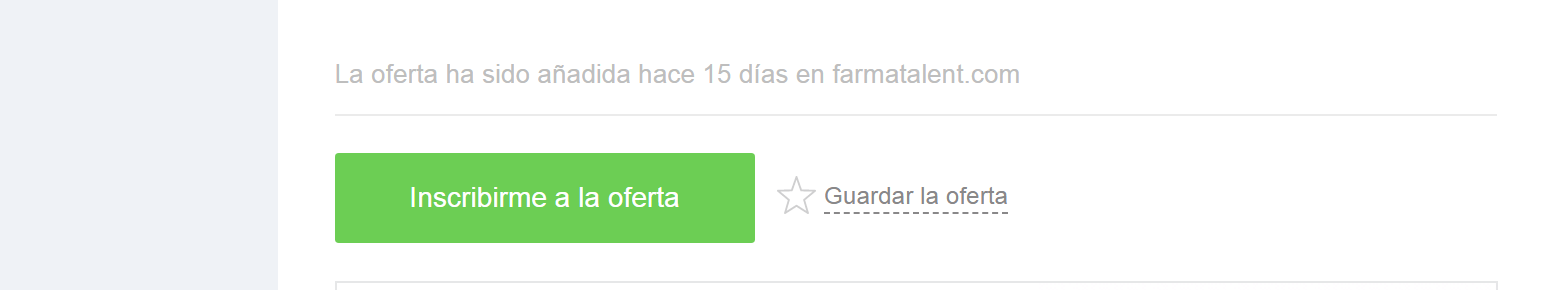 La oferta ha sido añadida hace 15 días en farmatalent.com
Inscribirme a la oferta
Guardar la oferta